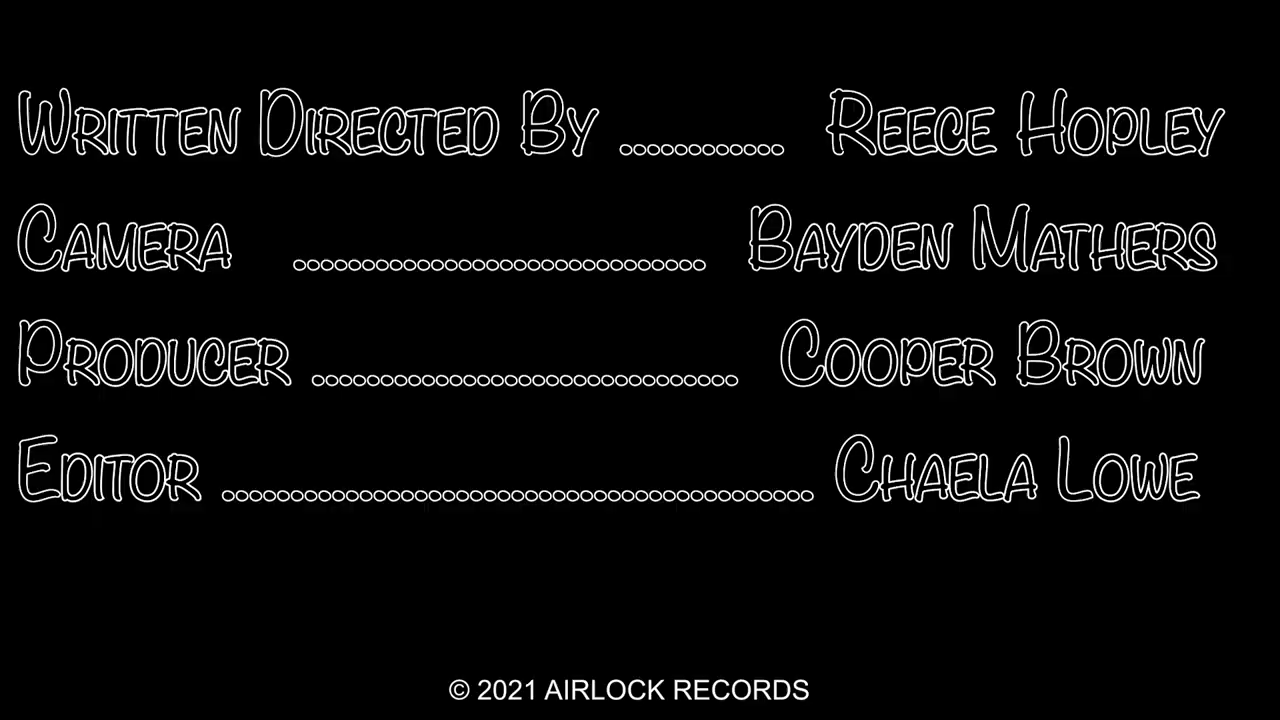 Written Directed By ............ Reece Hopley
Camera .............................. Bayden Mathers
Producer ............................... Cooper Brown
Editor ........................................... Chaela Lowe
© 2021 AIRLOCK RECORDS